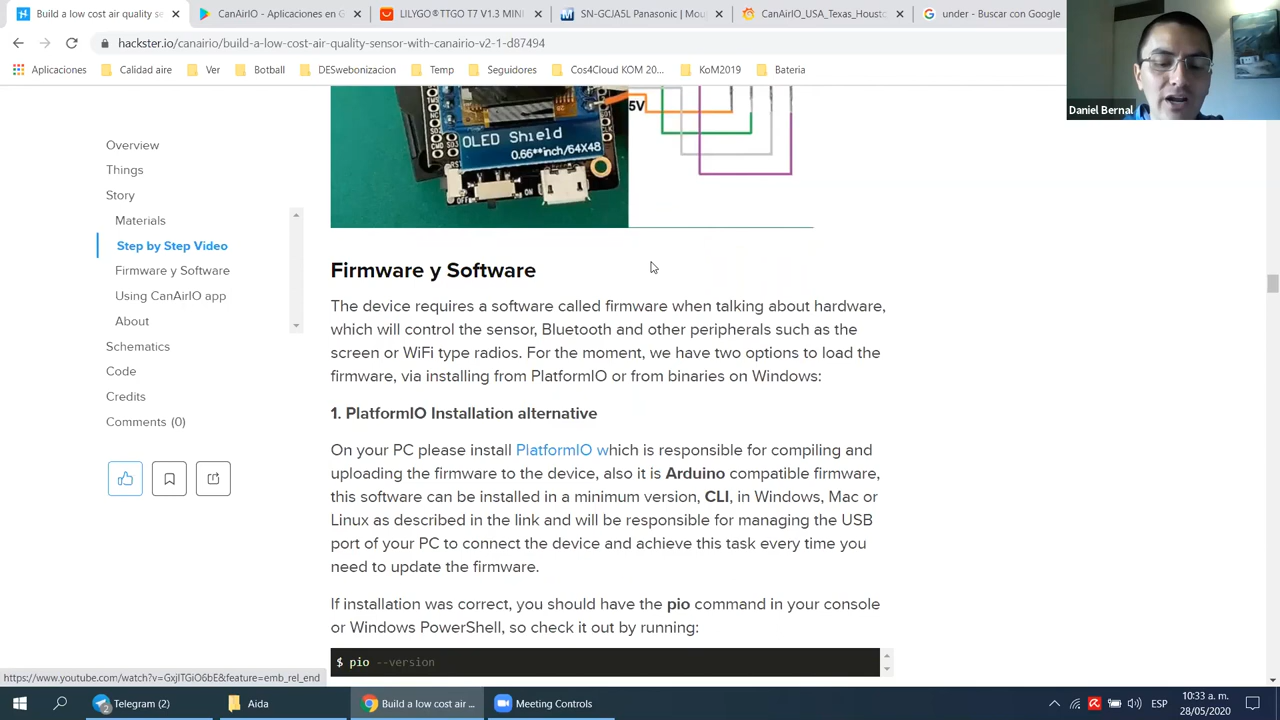 Build a low cost air quality se
CanAirIO - Aplicaciones en G
LILYGO®TTGO T7 V1.3 MINI
SN-GCJA5L Panasonic | Mou
CanAirIO_USA_Texas_Housto
under - Buscar con Google
hackster.io/canairio/build-a-low-cost-air-quality-sensor-with-canairio-v2-1-d87494
Aplicaciones
Calidad aire
Ver
Botball
DESwebonizacion
Temp
Seguidores
Cos4Cloud KOM 20...
KoM2019
Bateria
Daniel Bernal
5V
OLED Shield
0.66**inch/64X48
RST
OFF
ON
Overview
Things
Story
Materials
Step by Step Video
Firmware y Software
Using CanAirIO app
About
Schematics
Code
Credits
Comments (0)
Firmware y Software
The device requires a software called firmware when talking about hardware,
which will control the sensor, Bluetooth and other peripherals such as the
screen or WiFi type radios. For the moment, we have two options to load the
firmware, via installing from PlatformIO or from binaries on Windows:
1. PlatformIO Installation alternative
On your PC please install PlatformIO which is responsible for compiling and
uploading the firmware to the device, also it is Arduino compatible firmware,
this software can be installed in a minimum version, CLI, in Windows, Mac or
Linux as described in the link and will be responsible for managing the USB
port of your PC to connect the device and achieve this task every time you
need to update the firmware.
If installation was correct, you should have the pio command in your console
or Windows PowerShell, so check it out by running:
$ pio --version
https://www.youtube.com/watch?v=GxjITGiO6bE&feature=emb_rel_end
Telegram (2)
Aida
Build a low cost air ...
Meeting Controls
ESP
10:33 a. m.
28/05/2020